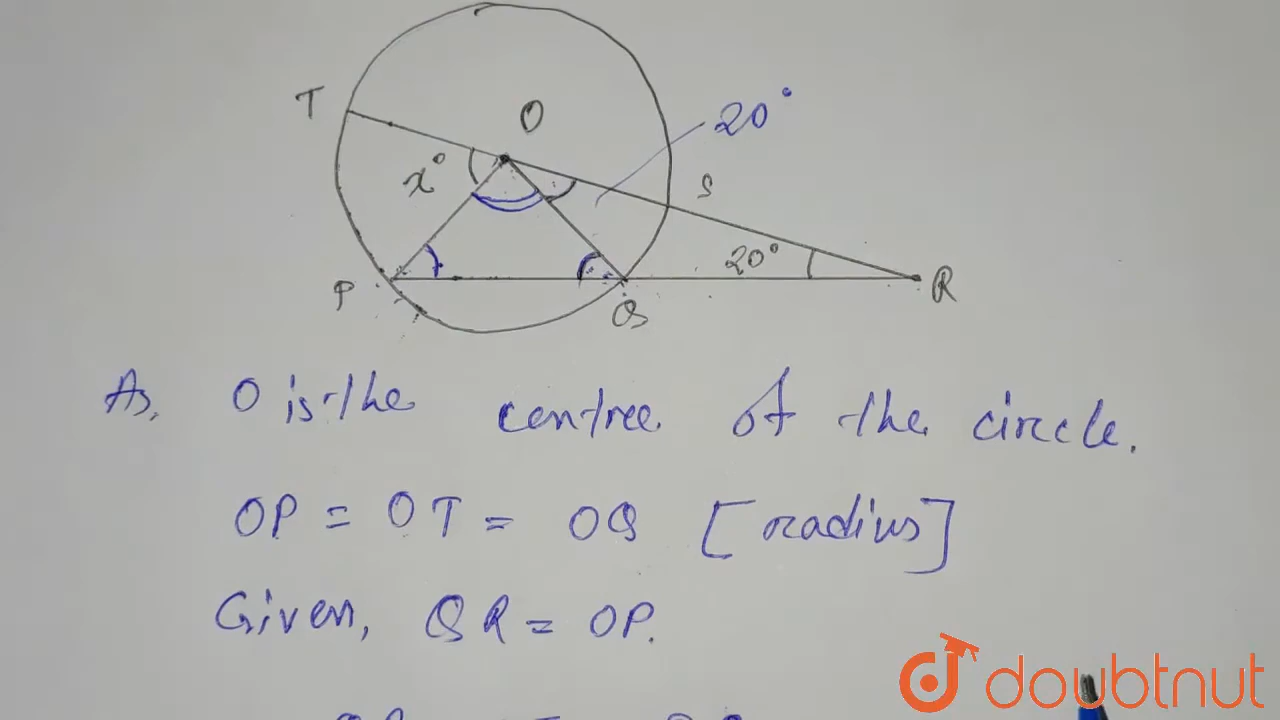 T
O
20°
x°
S
20°
R
P
Q
As, O is the centre of the circle.
OP = OT = OQ [radius]
Given, QR = OP.
doubtnut